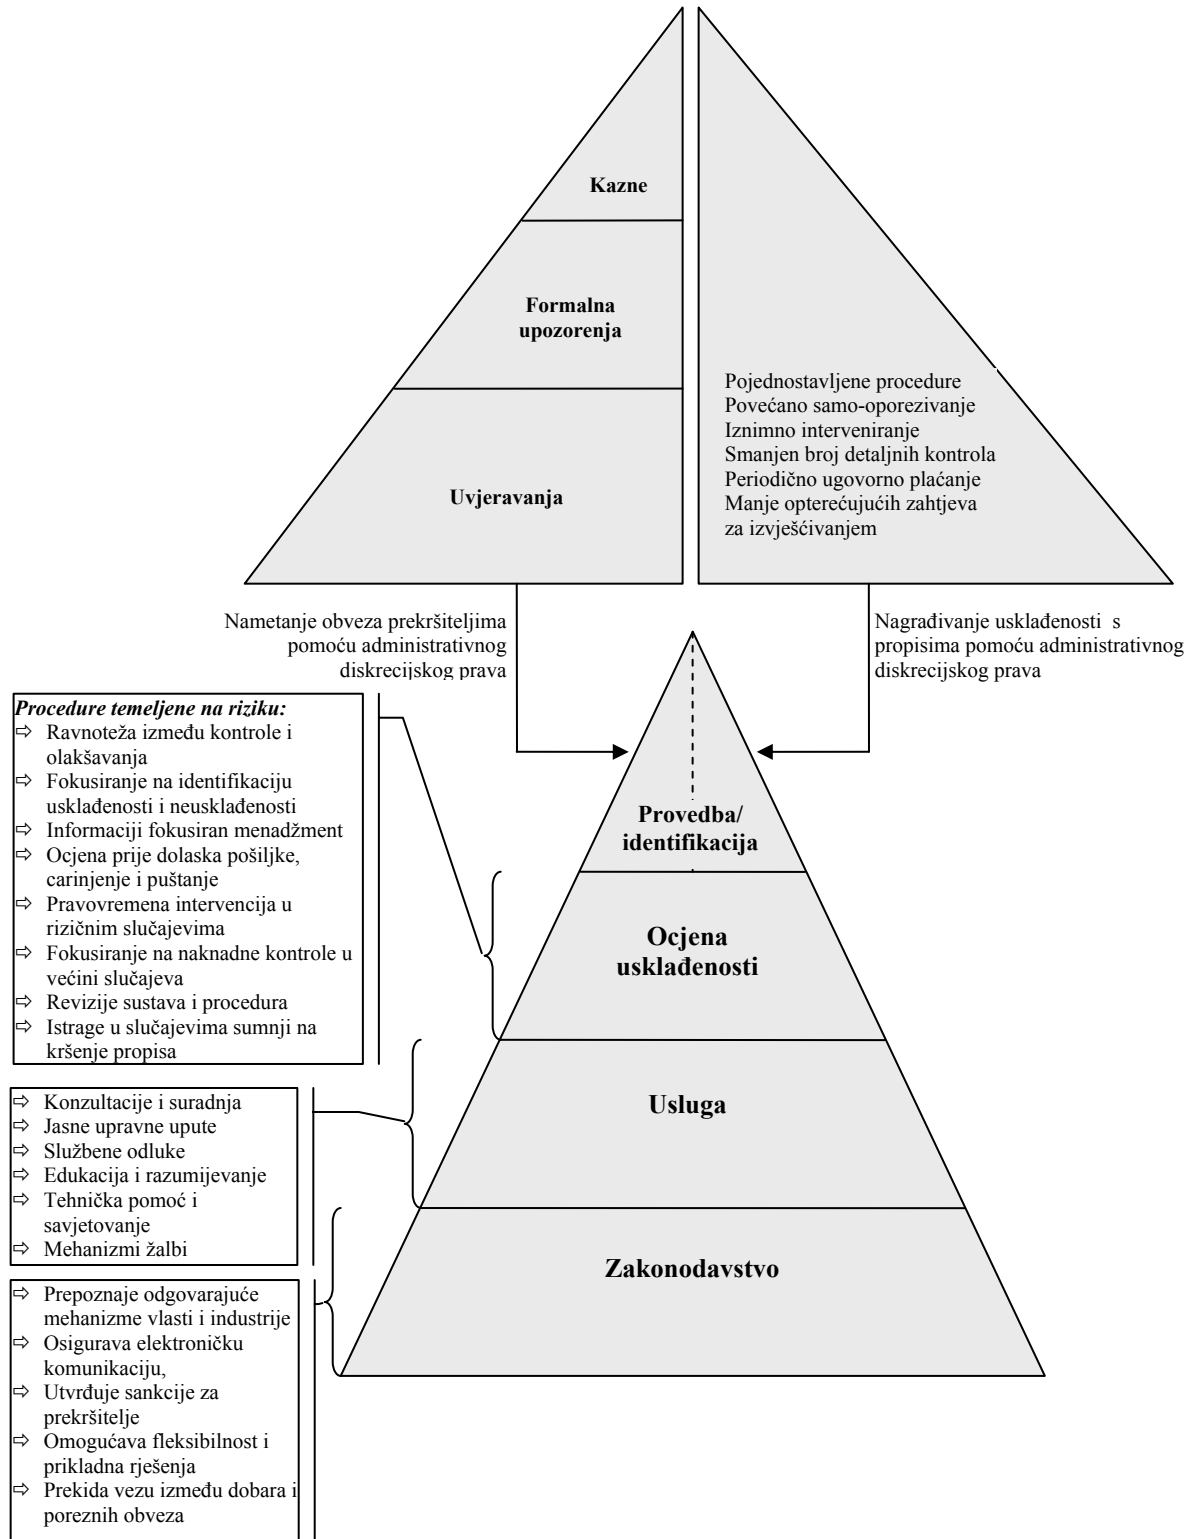 Kazne
Formalna
upozorenja
Uvjeravanja
Pojednostavljene procedure
Povećano samo-oporezivanje
Iznimno interveniranje
Smanjen broj detaljnih kontrola
Periodično ugovorno plaćanje
Manje opterećujućih zahtjeva
za izvješćivanjem
Nametanje obveza prekršiteljima
pomoću administrativnog
diskrecijskog prava
Nagrađivanje usklađenosti s
propisima pomoću administrativnog
diskrecijskog prava
Procedure temeljene na riziku:
⇨ Ravnoteža između kontrole i
olakšavanja
⇨ Fokusiranje na identifikaciju
usklađenosti i neusklađenosti
⇨ Informaciji fokusiran menadžment
⇨ Ocjena prije dolaska pošiljke,
carinjenje i puštanje
⇨ Pravovremena intervencija u
rizičnim slučajevima
⇨ Fokusiranje na naknadne kontrole u
većini slučajeva
⇨ Revizije sustava i procedura
⇨ Istrage u slučajevima sumnji na
kršenje propisa
Provedba/
identifikacija
Ocjena
usklađenosti
⇨ Konzultacije i suradnja
⇨ Jasne upravne upute
⇨ Službene odluke
⇨ Edukacija i razumijevanje
⇨ Tehnička pomoć i
savjetovanje
⇨ Mehanizmi žalbi
Usluga
⇨ Prepoznaje odgovarajuće
mehanizme vlasti i industrije
⇨ Osigurava elektroničku
komunikaciju,
⇨ Utvrđuje sankcije za
prekršitelje
⇨ Omogućava fleksibilnost i
prikladna rješenja
⇨ Prekida vezu između dobara i
poreznih obveza
Zakonodavstvo